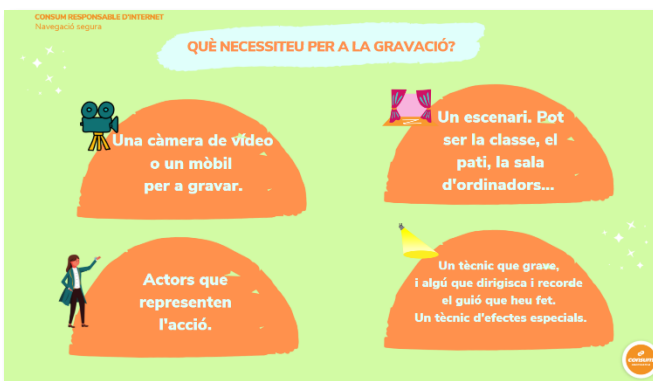 CONSUM RESPONSABLE D'INTERNET
Navegació segura
QUÈ NECESSITEU PER A LA GRAVACIÓ?
Una càmera de vídeo
o un mòbil
per a gravar.
Un escenari. Pot
ser la classe, el
pati, la sala
d'ordinadors...
Actors que
representen
l'acció.
Un tècnic que grave,
i algú que dirigisca i recorde
el guió que heu fet.
Un tècnic d'efectes especials.
consum